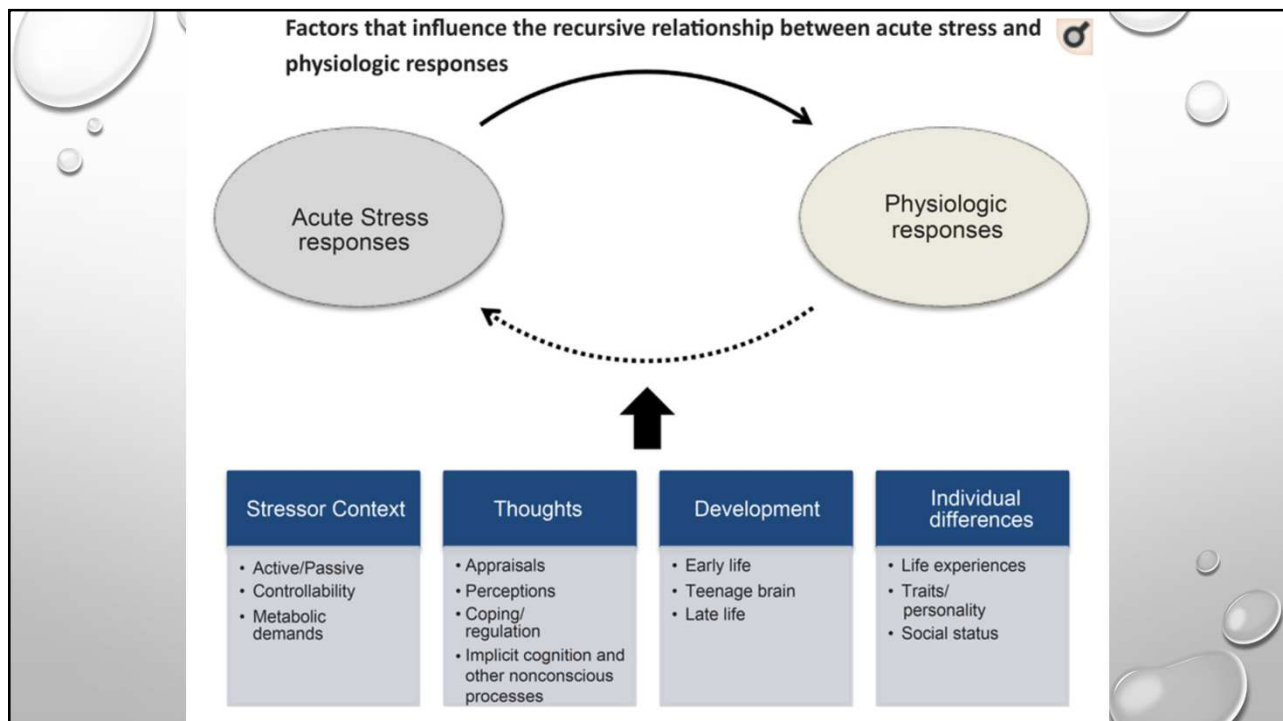 Factors that influence the recursive relationship between acute stress and
physiologic responses
Acute Stress
responses
Physiologic
responses
Stressor Context
• Active/Passive
• Controllability
• Metabolic
demands
Thoughts
• Appraisals
• Perceptions
• Coping/
regulation
• Implicit cognition and
other nonconscious
processes
Development
• Early life
• Teenage brain
• Late life
Individual
differences
• Life experiences
• Traits/
personality
• Social status